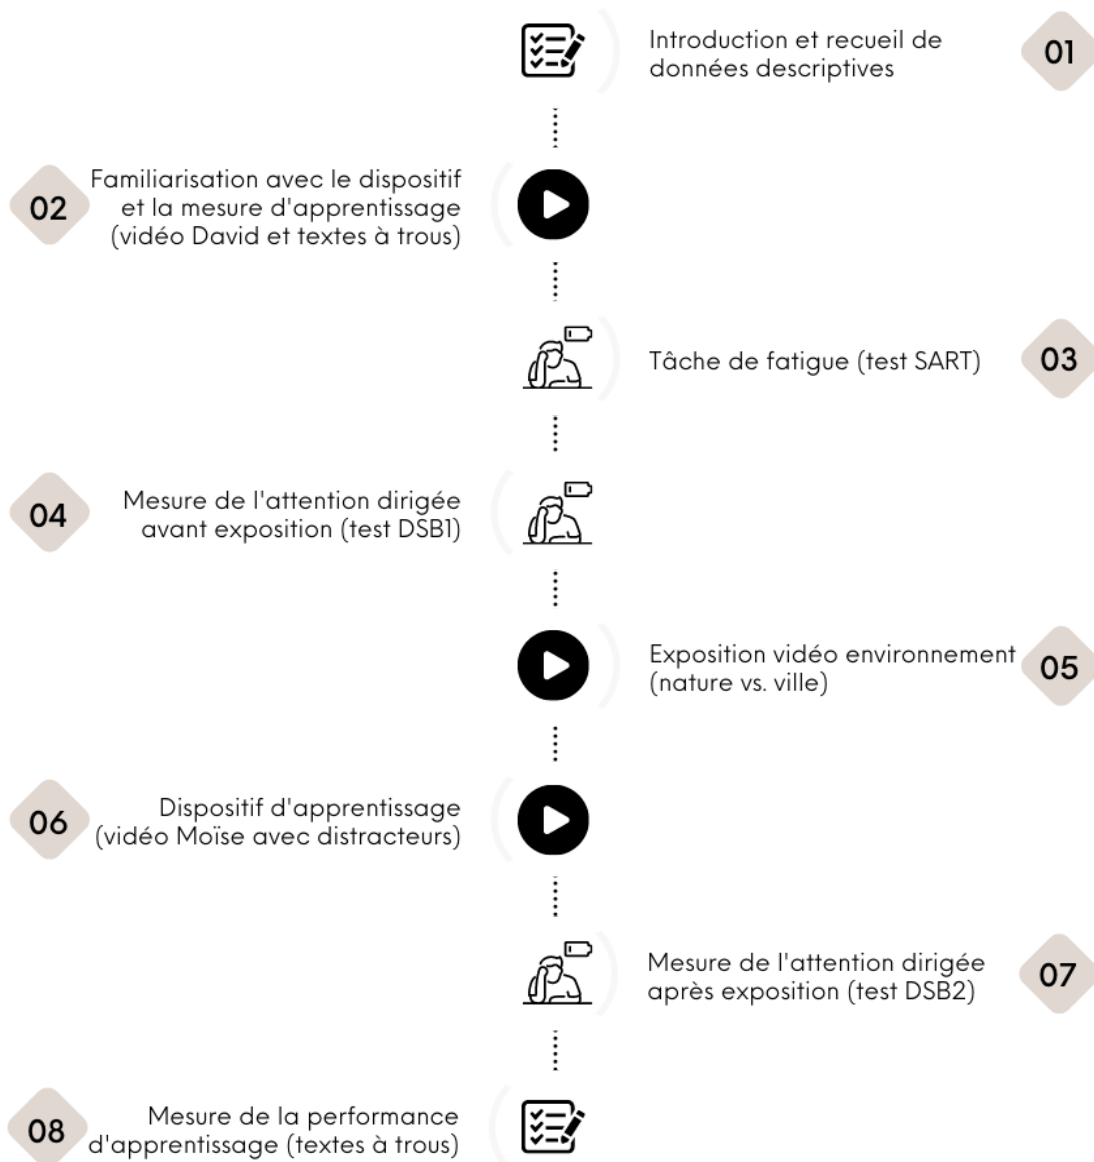 Introduction et recueil de
données descriptives
01
02
Familiarisation avec le dispositif
et la mesure d'apprentissage
(vidéo David et textes à trous)
Tâche de fatigue (test SART)
03
04
Mesure de l'attention dirigée
avant exposition (test DSB1)
Exposition vidéo environnement
(nature vs. ville)
05
06
Dispositif d'apprentissage
(vidéo Moïse avec distracteurs)
Mesure de l'attention dirigée
après exposition (test DSB2)
07
08
Mesure de la performance
d'apprentissage (textes à trous)